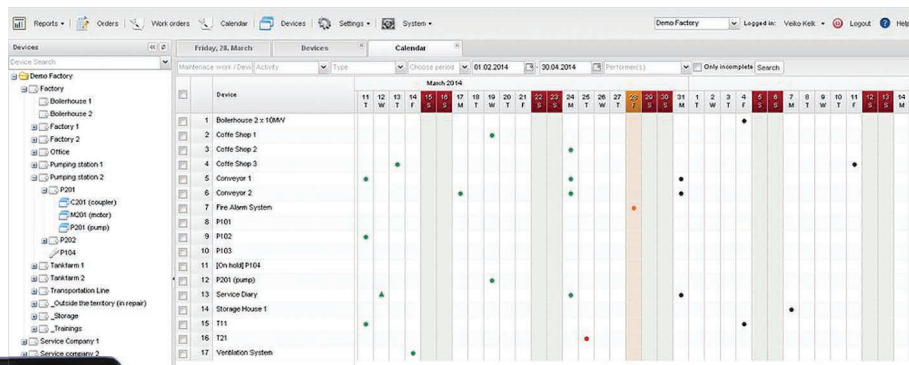 Reports Orders Work orders Calendar Devices Settings System Demo Factory Logged in: Veiko Kelk Logout Help
Devices Friday, 28. March Devices Calendar
Device Search Maintenace work / Devi Activity Type Choose period 01.02.2014 - 30.04.2014 Performer(s) Only incomplete Search
Demo Factory
Factory
Boilerhouse 1
Boilerhouse 2
Factory 1
Factory 2
Office
Pumping station 1
Pumping station 2
P201
C201 (coupler)
M201 (motor)
P201 (pump)
P202
P104
Tankfarm 1
Tankfarm 2
Transportation Line
_Outside the territory (in repair)
_Storage
_Trainings
Service Company 1
Service company 2
March 2014
Device
11 12 13 14 15 16 17 18 19 20 21 22 23 24 25 26 27 28 29 30 31 1 2 3 4 5 6 7 8 9 10 11 12 13 14
T W T F S S M T W T F S S M T W T F S S M T W T F S S M T W T F S S M
1 Boilerhouse 2 x 10MW
2 Coffe Shop 1
3 Coffe Shop 2
4 Coffe Shop 3
5 Conveyor 1
6 Conveyor 2
7 Fire Alarm System
8 P101
9 P102
10 P103
11 [On hold] P104
12 P201 (pump)
13 Service Diary
14 Storage House 1
15 T11
16 T21
17 Ventilation System